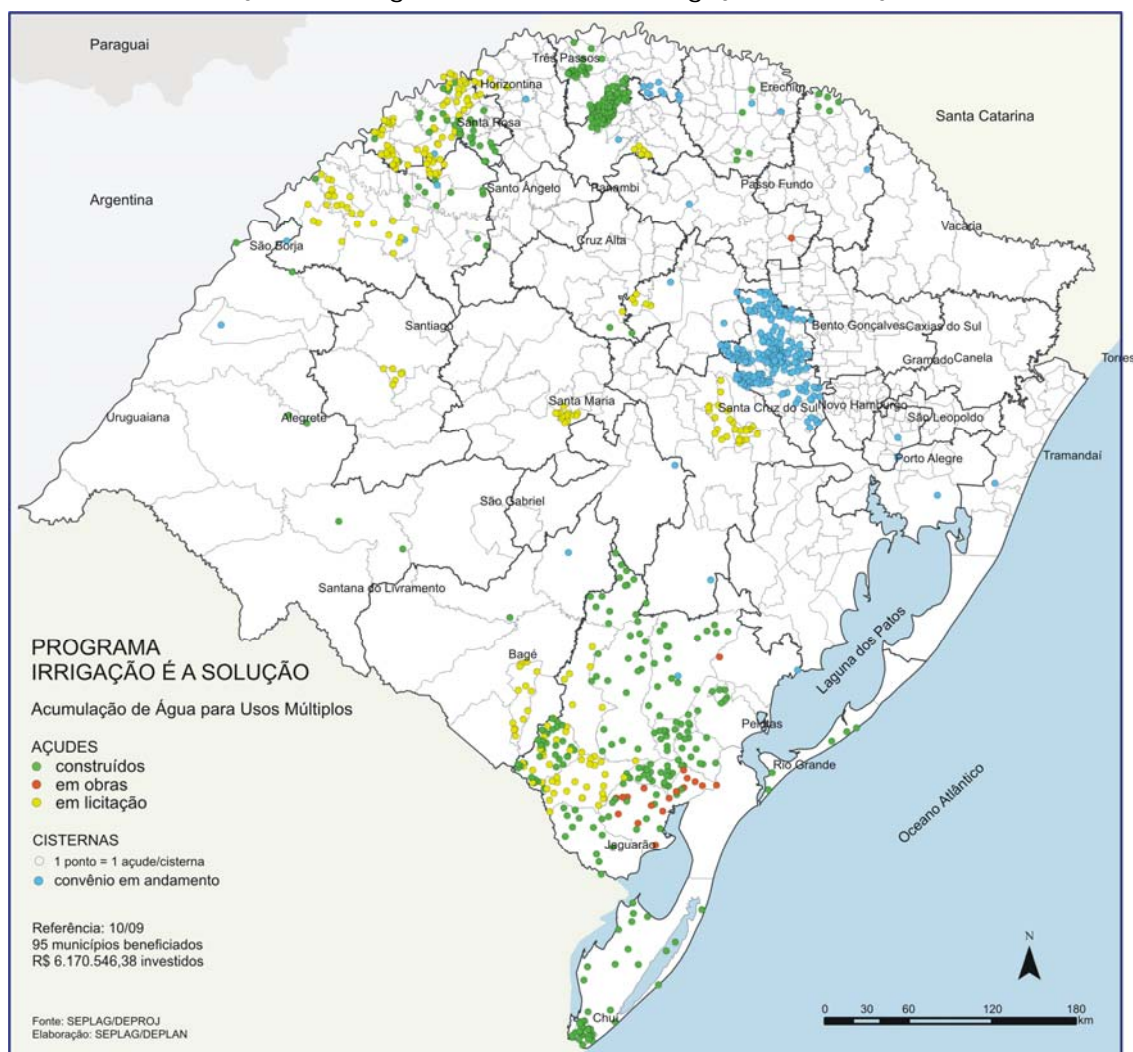 Paraguai
Três Passos
Horizontina
Erechim
Santa Catarina
Santa Rosa
Argentina
Santo Ângelo
Panambi
Passo Fundo
Vacaria
São Borja
Cruz Alta
Santiago
Bento Gonçalves
Caxias do Sul
Gramado
Canela
Torres
Uruguaiana
Alegrete
Santa Maria
Santa Cruz do Sul
Novo Hamburgo
São Leopoldo
Porto Alegre
Tramandaí
São Gabriel
Santana do Livramento
Laguna dos Patos
Bagé
Pelotas
Rio Grande
Oceano Atlântico
Jaguarão
Chuí
PROGRAMA
IRRIGAÇÃO É A SOLUÇÃO
Acumulação de Água para Usos Múltiplos
AÇUDES
construídos
em obras
em licitação
CISTERNAS
1 ponto = 1 açude/cisterna
convênio em andamento
Referência: 10/09
95 municípios beneficiados
R$ 6.170.546,38 investidos
Fonte: SEPLAG/DEPROJ
Elaboração: SEPLAG/DEPLAN
N
0 30 60 120 180
km